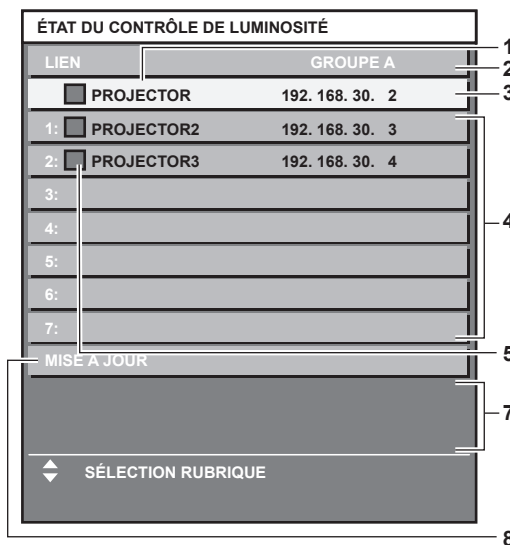 ÉTAT DU CONTRÔLE DE LUMINOSITÉ
LIEN GROUPE A
PROJECTOR 192. 168. 30. 2
1: PROJECTOR2 192. 168. 30. 3
2: PROJECTOR3 192. 168. 30. 4
3:
4:
5:
6:
7:
MISE À JOUR
SÉLECTION RUBRIQUE
1
2
3
4
5
7
8